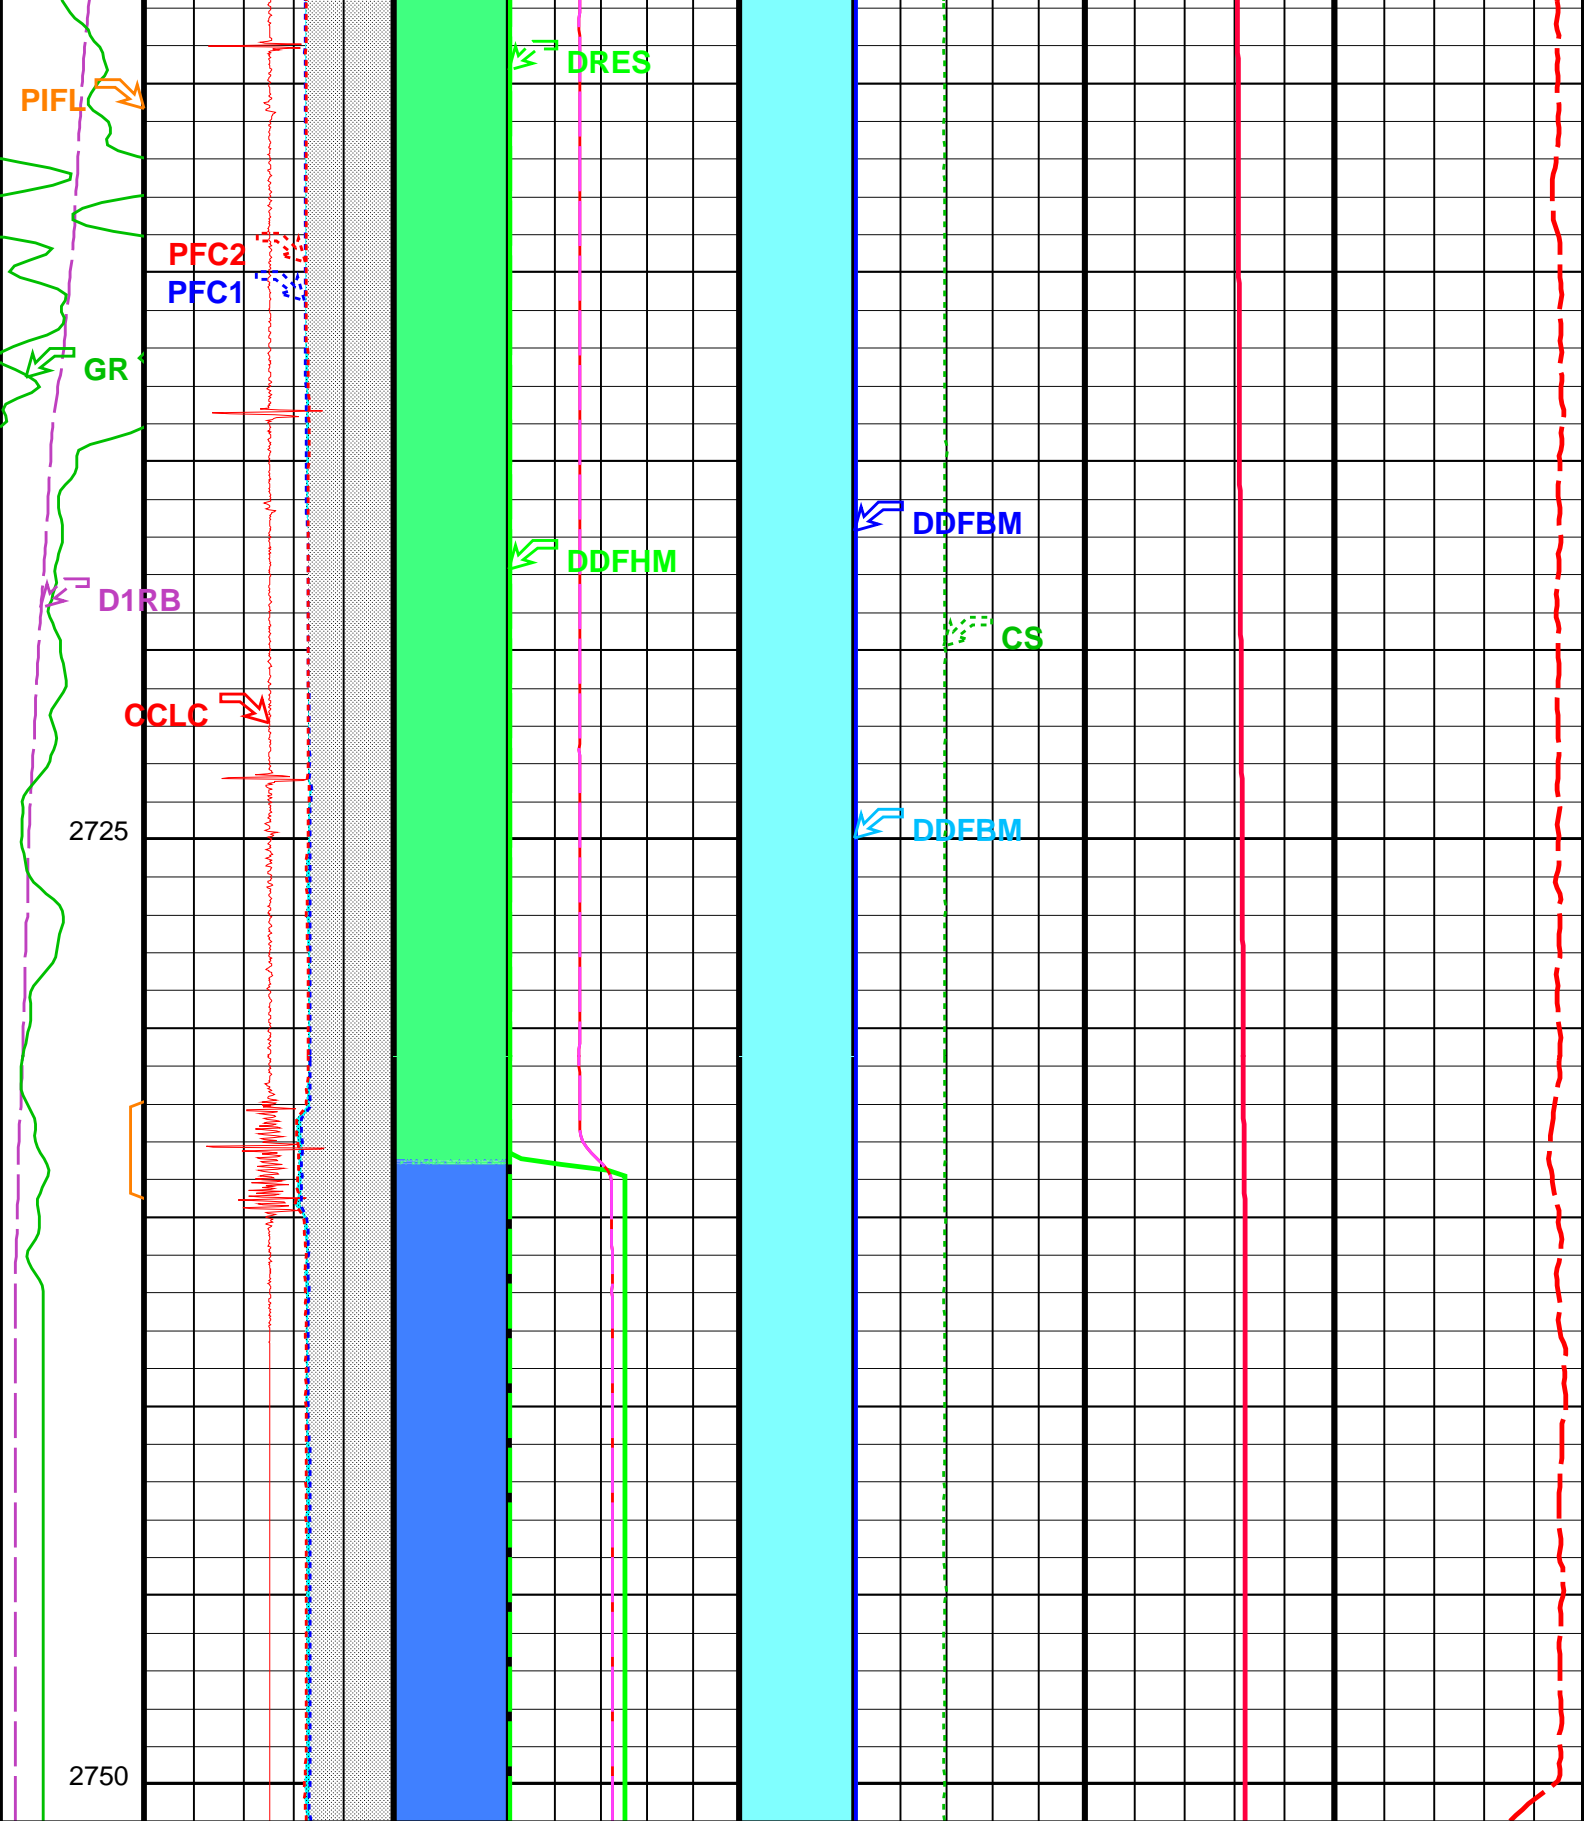 DRES
PIFL
PFC2
PFC1
GR
DDFBM
DDFHM
D1RB
CS
CCLC
2725
DDFBM
2750